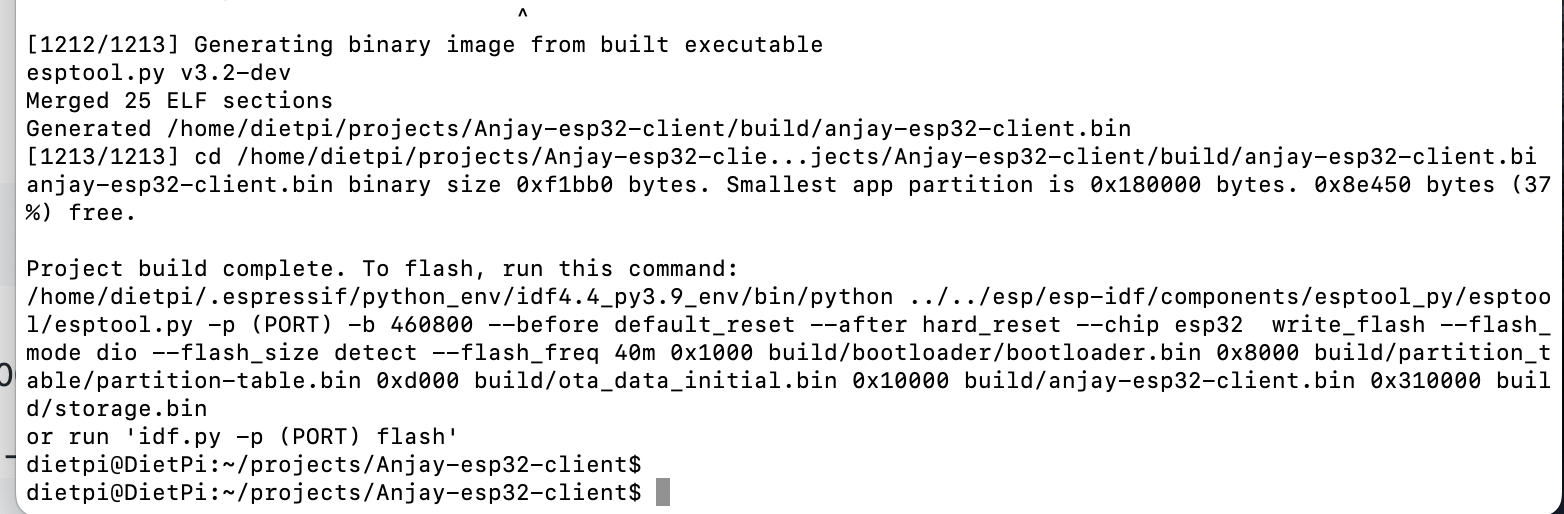 ^
[1212/1213] Generating binary image from built executable
esptool.py v3.2-dev
Merged 25 ELF sections
Generated /home/dietpi/projects/Anjay-esp32-client/build/anjay-esp32-client.bin
[1213/1213] cd /home/dietpi/projects/Anjay-esp32-clie...jects/Anjay-esp32-client/build/anjay-esp32-client.bi
anjay-esp32-client.bin binary size 0xf1bb0 bytes. Smallest app partition is 0x180000 bytes. 0x8e450 bytes (37
%) free.
Project build complete. To flash, run this command:
/home/dietpi/.espressif/python_env/idf4.4_py3.9_env/bin/python ../../esp/esp-idf/components/esptool_py/esptoo
l/esptool.py -p (PORT) -b 460800 --before default_reset --after hard_reset --chip esp32  write_flash --flash_
mode dio --flash_size detect --flash_freq 40m 0x1000 build/bootloader/bootloader.bin 0x8000 build/partition_t
able/partition-table.bin 0xd000 build/ota_data_initial.bin 0x10000 build/anjay-esp32-client.bin 0x310000 buil
d/storage.bin
or run 'idf.py -p (PORT) flash'
dietpi@DietPi:~/projects/Anjay-esp32-client$
dietpi@DietPi:~/projects/Anjay-esp32-client$